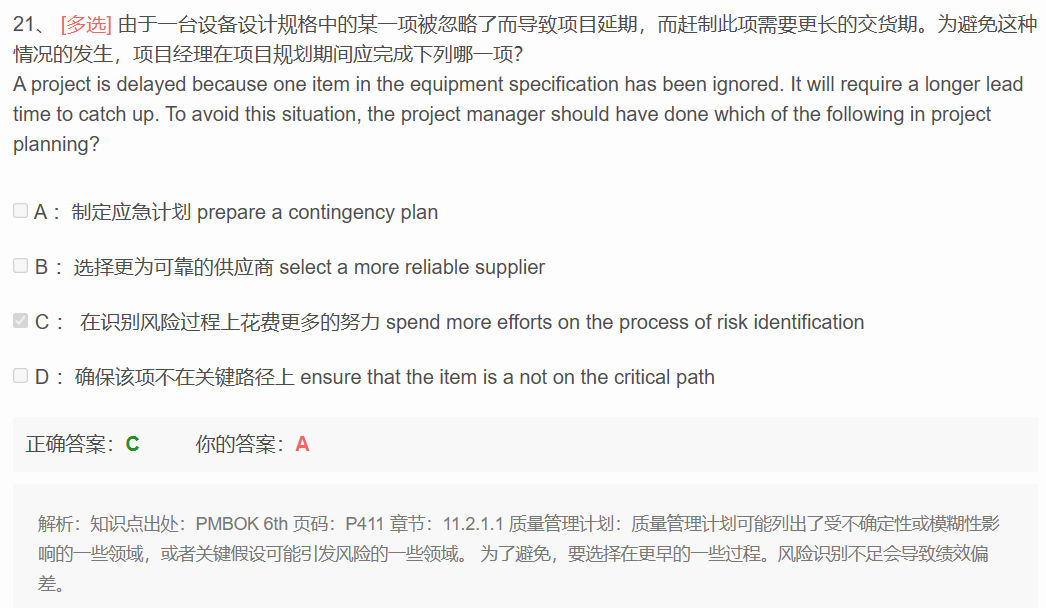 21、 [多选] 由于一台设备设计规格中的某一项被忽略了而导致项目延期，而赶制此项需要更长的交货期。为避免这种
情况的发生，项目经理在项目规划期间应完成下列哪一项？
A project is delayed because one item in the equipment specification has been ignored. It will require a longer lead
time to catch up. To avoid this situation, the project manager should have done which of the following in project
planning?
A： 制定应急计划 prepare a contingency plan
B： 选择更为可靠的供应商 select a more reliable supplier
C： 在识别风险过程上花费更多的努力 spend more efforts on the process of risk identification
D： 确保该项不在关键路径上 ensure that the item is a not on the critical path
正确答案：C 你的答案：A
解析：知识点出处：PMBOK 6th 页码：P411 章节：11.2.1.1 质量管理计划：质量管理计划可能列出了受不确定性或模糊性影
响的一些领域，或者关键假设可能引发风险的一些领域。 为了避免，要选择在更早的一些过程。风险识别不足会导致绩效偏
差。